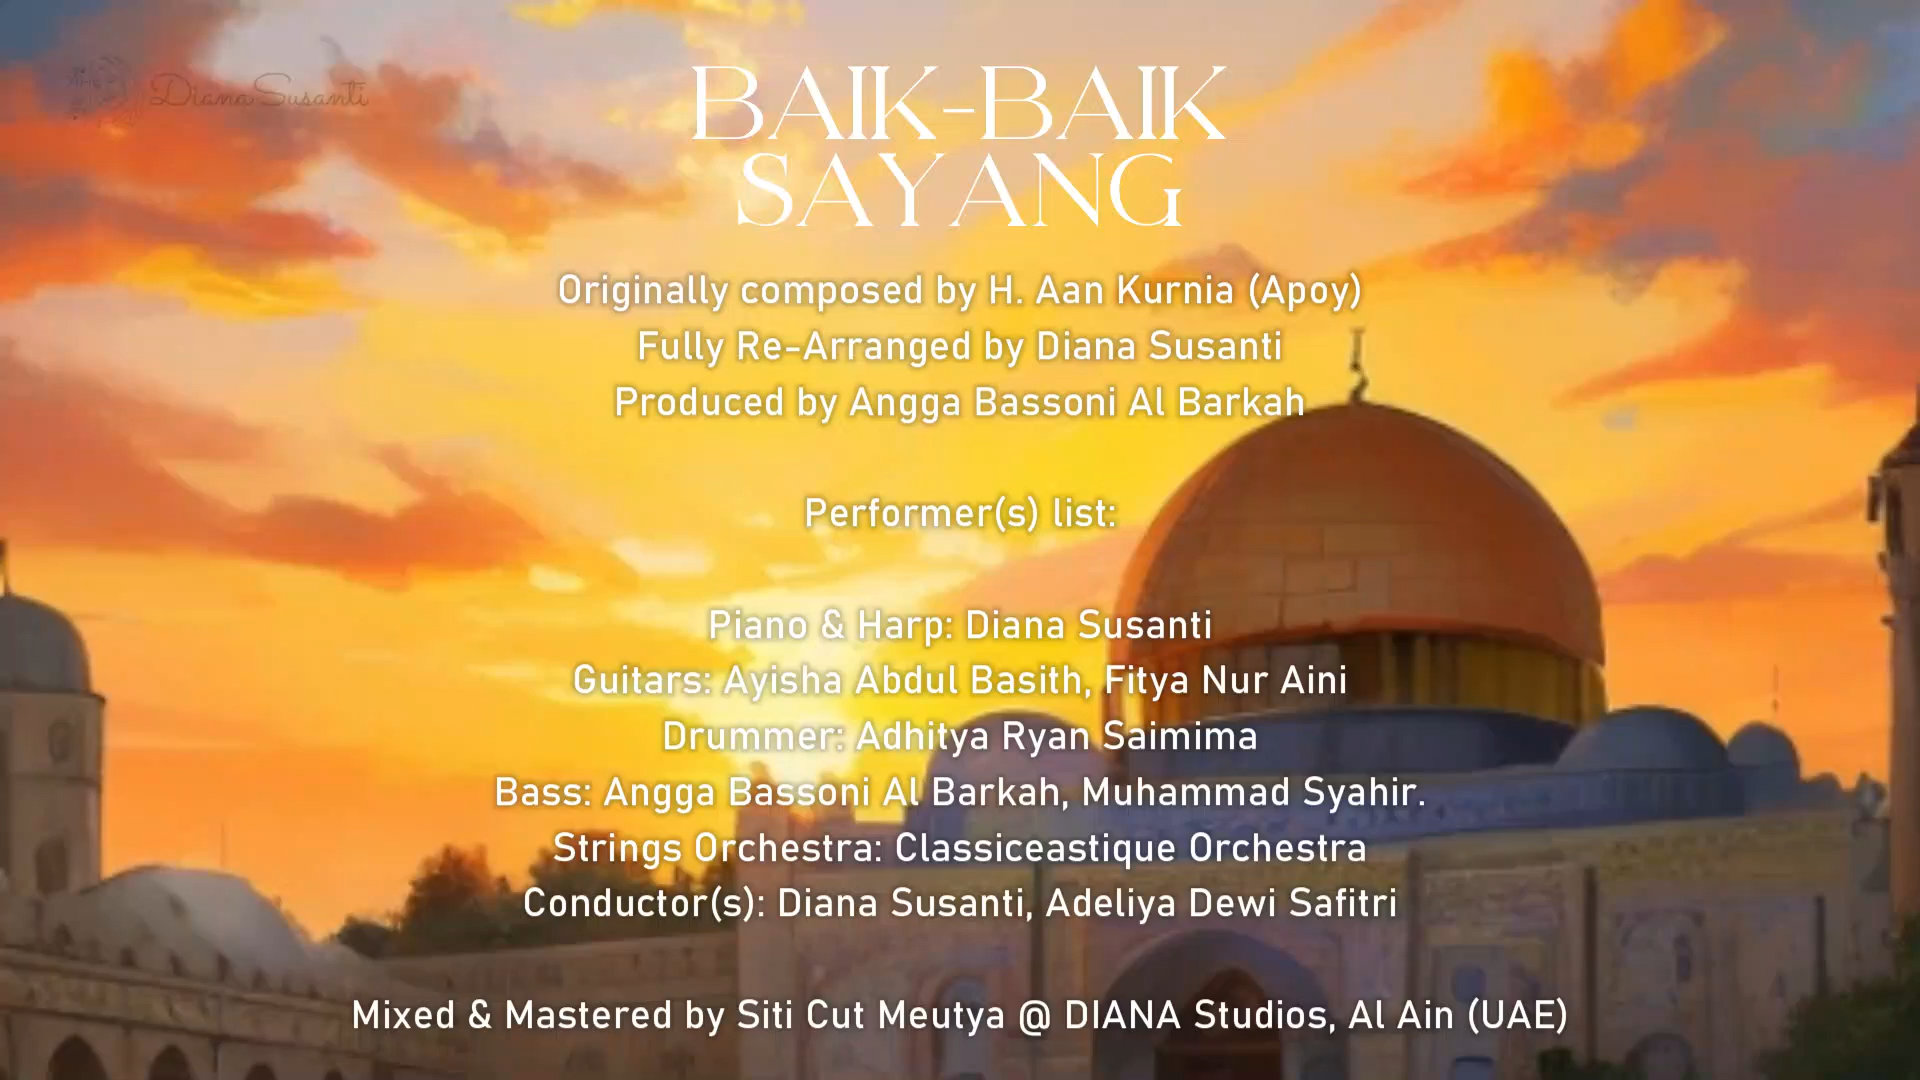 Diana Susanti
BAIK-BAIK
SAYANG
Originally composed by H. Aan Kurnia (Apoy)
Fully Re-Arranged by Diana Susanti
Produced by Angga Bassoni Al Barkah
Performer(s) list:
Piano & Harp: Diana Susanti
Guitars: Ayisha Abdul Basith, Fitya Nur Aini
Drummer: Adhitya Ryan Saimima
Bass: Angga Bassoni Al Barkah, Muhammad Syahir.
Strings Orchestra: Classiceastique Orchestra
Conductor(s): Diana Susanti, Adeliya Dewi Safitri
Mixed & Mastered by Siti Cut Meutya @ DIANA Studios, Al Ain (UAE)